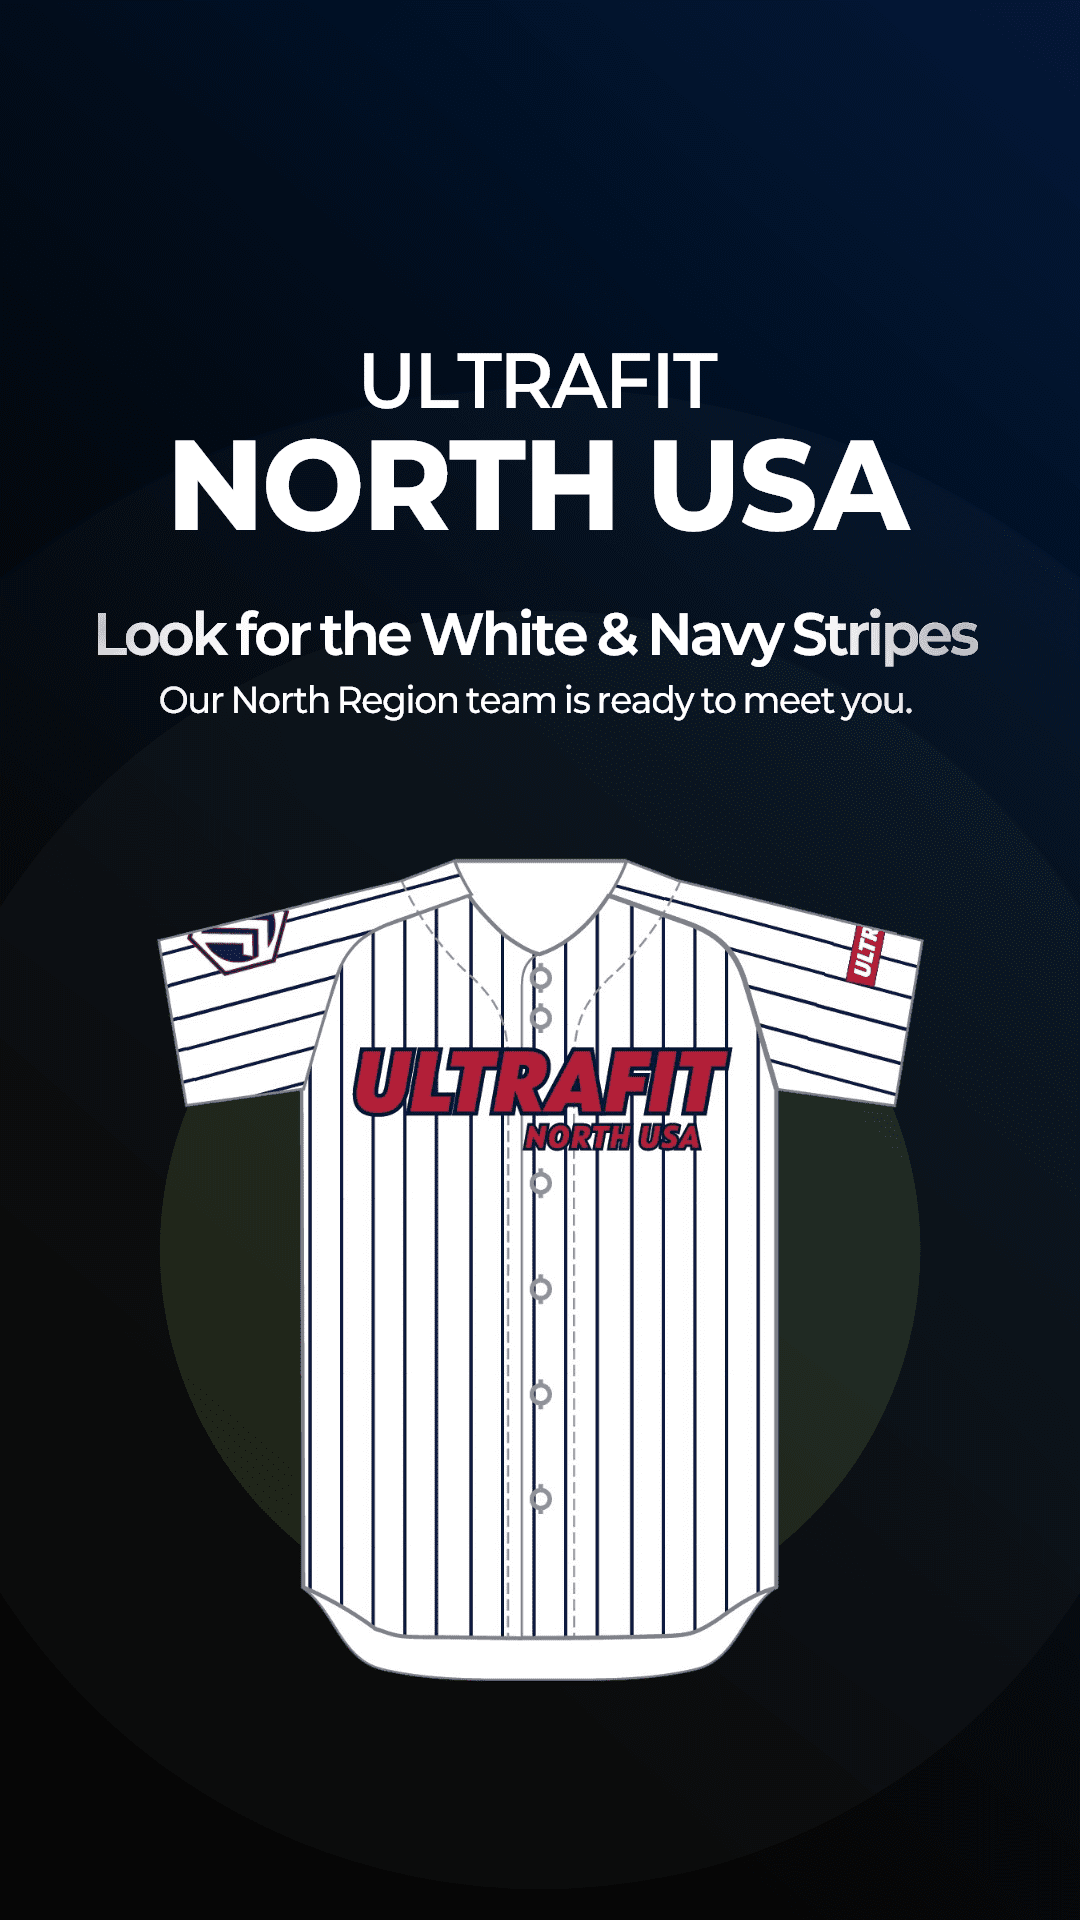 ULTRAFIT
NORTH USA
Look for the White & Navy Stripes
Our North Region team is ready to meet you.
ULTR
ULTRAFIT
NORTH USA